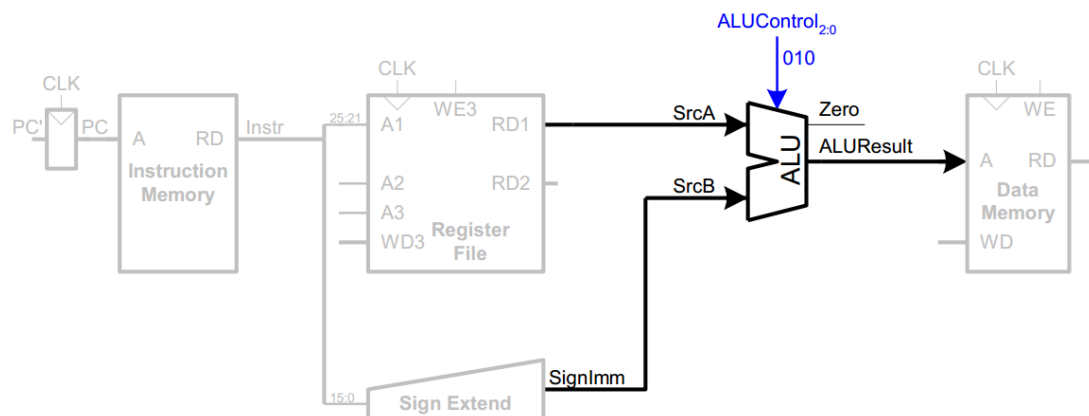 ALUControl2:0
010
CLK
CLK
CLK
PC'
PC
A
RD
Instr
Instruction
Memory
25:21
A1
WE3
RD1
A2
RD2
A3
WD3
Register
File
SrcA
SrcB
ALU
Zero
ALUResult
WE
A
RD
Data
Memory
WD
15:0
Sign Extend
SignImm